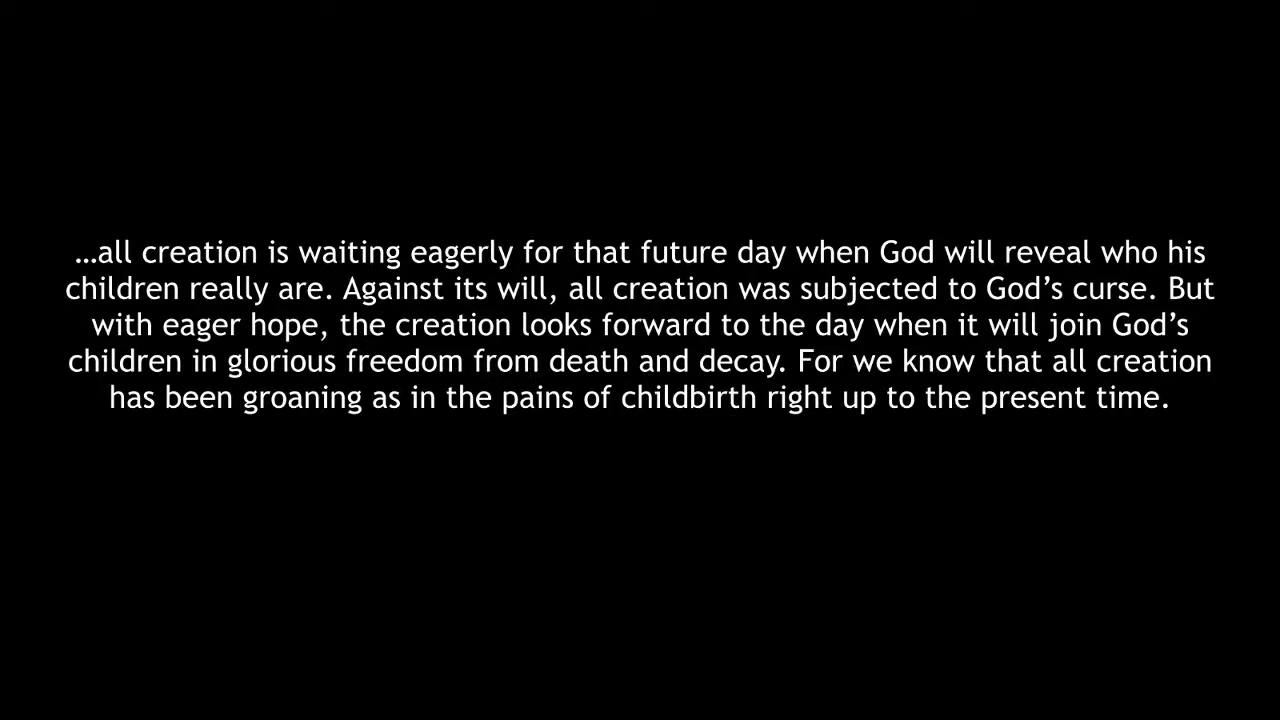 …all creation is waiting eagerly for that future day when God will reveal who his
children really are. Against its will, all creation was subjected to God’s curse. But
with eager hope, the creation looks forward to the day when it will join God’s
children in glorious freedom from death and decay. For we know that all creation
has been groaning as in the pains of childbirth right up to the present time.